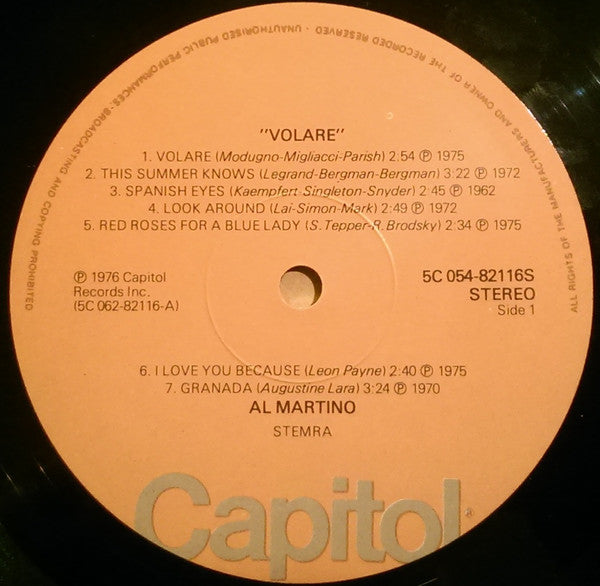 ALL RIGHTS OF THE MANUFACTURERS AND OWNER OF THE RECORDED RESERVED · UNAUTHORISED PUBLIC PERFORMANCES · BROADCASTING AND COPYING PROHIBITED
"VOLARE"
1. VOLARE (Modugno-Migliacci-Parish) 2.54 ℗ 1975
2. THIS SUMMER KNOWS (Legrand-Bergman-Bergman) 3:22 ℗ 1972
3. SPANISH EYES (Kaempfert-Singleton-Snyder) 2:45 ℗ 1962
4. LOOK AROUND (Lai-Simon-Mark) 2:49 ℗ 1972
5. RED ROSES FOR A BLUE LADY (S. Tepper-R. Brodsky) 2:34 ℗ 1975
℗ 1976 Capitol
Records Inc.
(5C 062-82116-A)
5C 054-82116S
STEREO
Side 1
6. I LOVE YOU BECAUSE (Leon Payne) 2:40 ℗ 1975
7. GRANADA (Augustine Lara) 3:24 ℗ 1970
AL MARTINO
STEMRA
Capitol®